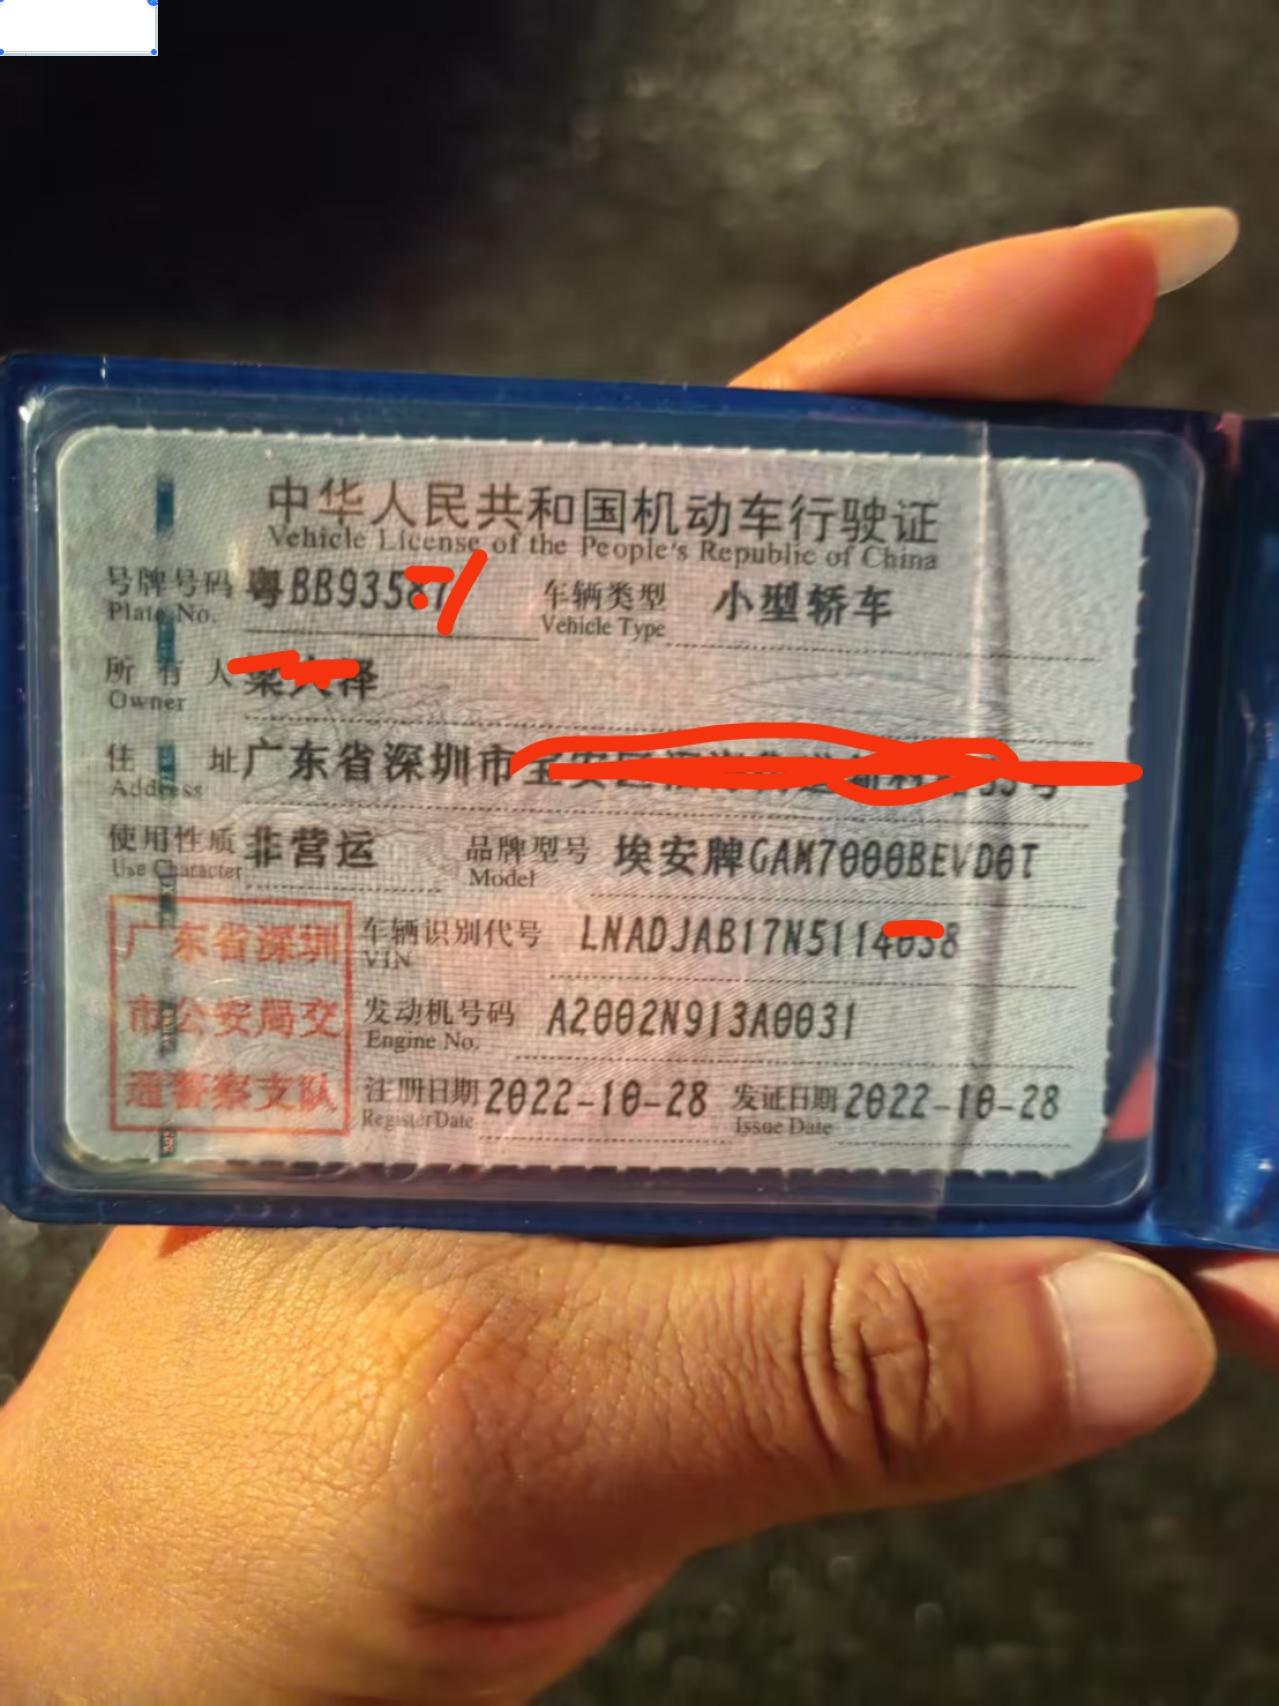 中华人民共和国机动车行驶证
Vehicle License of the People's Republic of China
号牌号码 粤BB935 车辆类型 小型轿车
Plate No. Vehicle Type
所有人
Owner
住址 广东省深圳市
Address
使用性质 非营运 品牌型号 埃安牌GAM7000BEVD0T
Use Character Model
广东省深圳
市公安局交
通警察支队
车辆识别代号 LNADJAB17N5114
VIN
发动机号码 A2002N913A0031
Engine No.
注册日期 2022-10-28 发证日期 2022-10-28
Register Date Issue Date